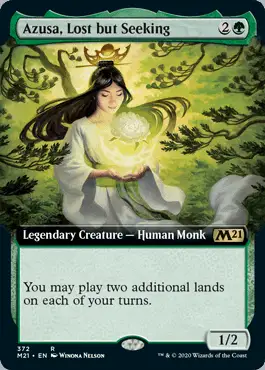 Azusa, Lost but Seeking 2
Legendary Creature — Human Monk M21
You may play two additional lands
on each of your turns.
1/2
372 R
M21 • EN Winona Nelson ™ & © 2020 Wizards of the Coast